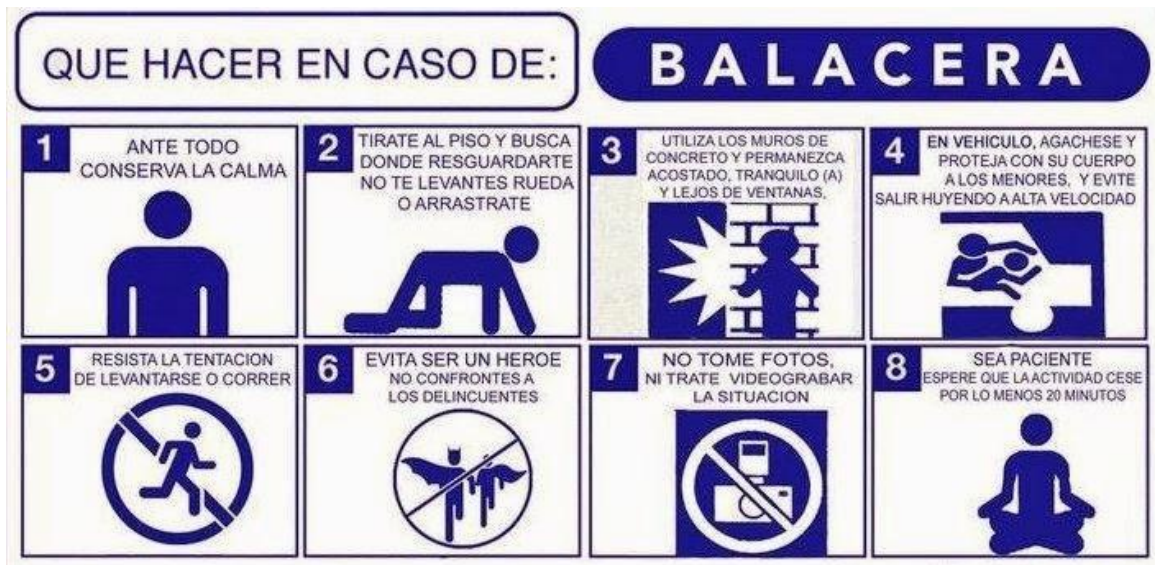 QUE HACER EN CASO DE:
BALACERA
1
ANTE TODO
CONSERVA LA CALMA
2
TIRATE AL PISO Y BUSCA
DONDE RESGUARDARTE
NO TE LEVANTES RUEDA
O ARRASTRATE
3
UTILIZA LOS MUROS DE
CONCRETO Y PERMANEZCA
ACOSTADO, TRANQUILO (A)
Y LEJOS DE VENTANAS,
4
EN VEHICULO, AGACHESE Y
PROTEJA CON SU CUERPO
A LOS MENORES, Y EVITE
SALIR HUYENDO A ALTA VELOCIDAD
5
RESISTA LA TENTACION
DE LEVANTARSE O CORRER
6
EVITA SER UN HEROE
NO CONFRONTES A
LOS DELINCUENTES
7
NO TOME FOTOS,
NI TRATE VIDEOGRABAR
LA SITUACION
8
SEA PACIENTE
ESPERE QUE LA ACTIVIDAD CESE
POR LO MENOS 20 MINUTOS